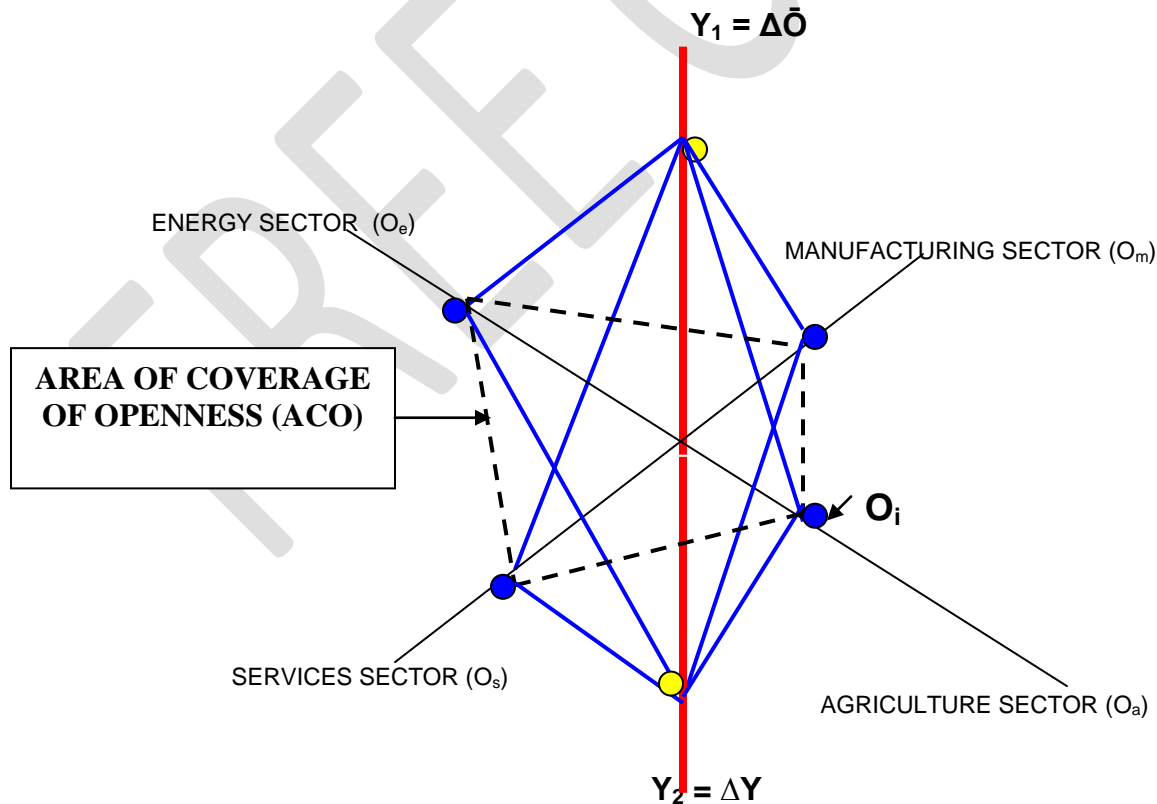 Y₁ = ΔŌ
ENERGY SECTOR (Oₑ)
MANUFACTURING SECTOR (Oₘ)
AREA OF COVERAGE
OF OPENNESS (ACO)
Oᵢ
SERVICES SECTOR (Oₛ)
AGRICULTURE SECTOR (Oₐ)
Y₂ = ΔY